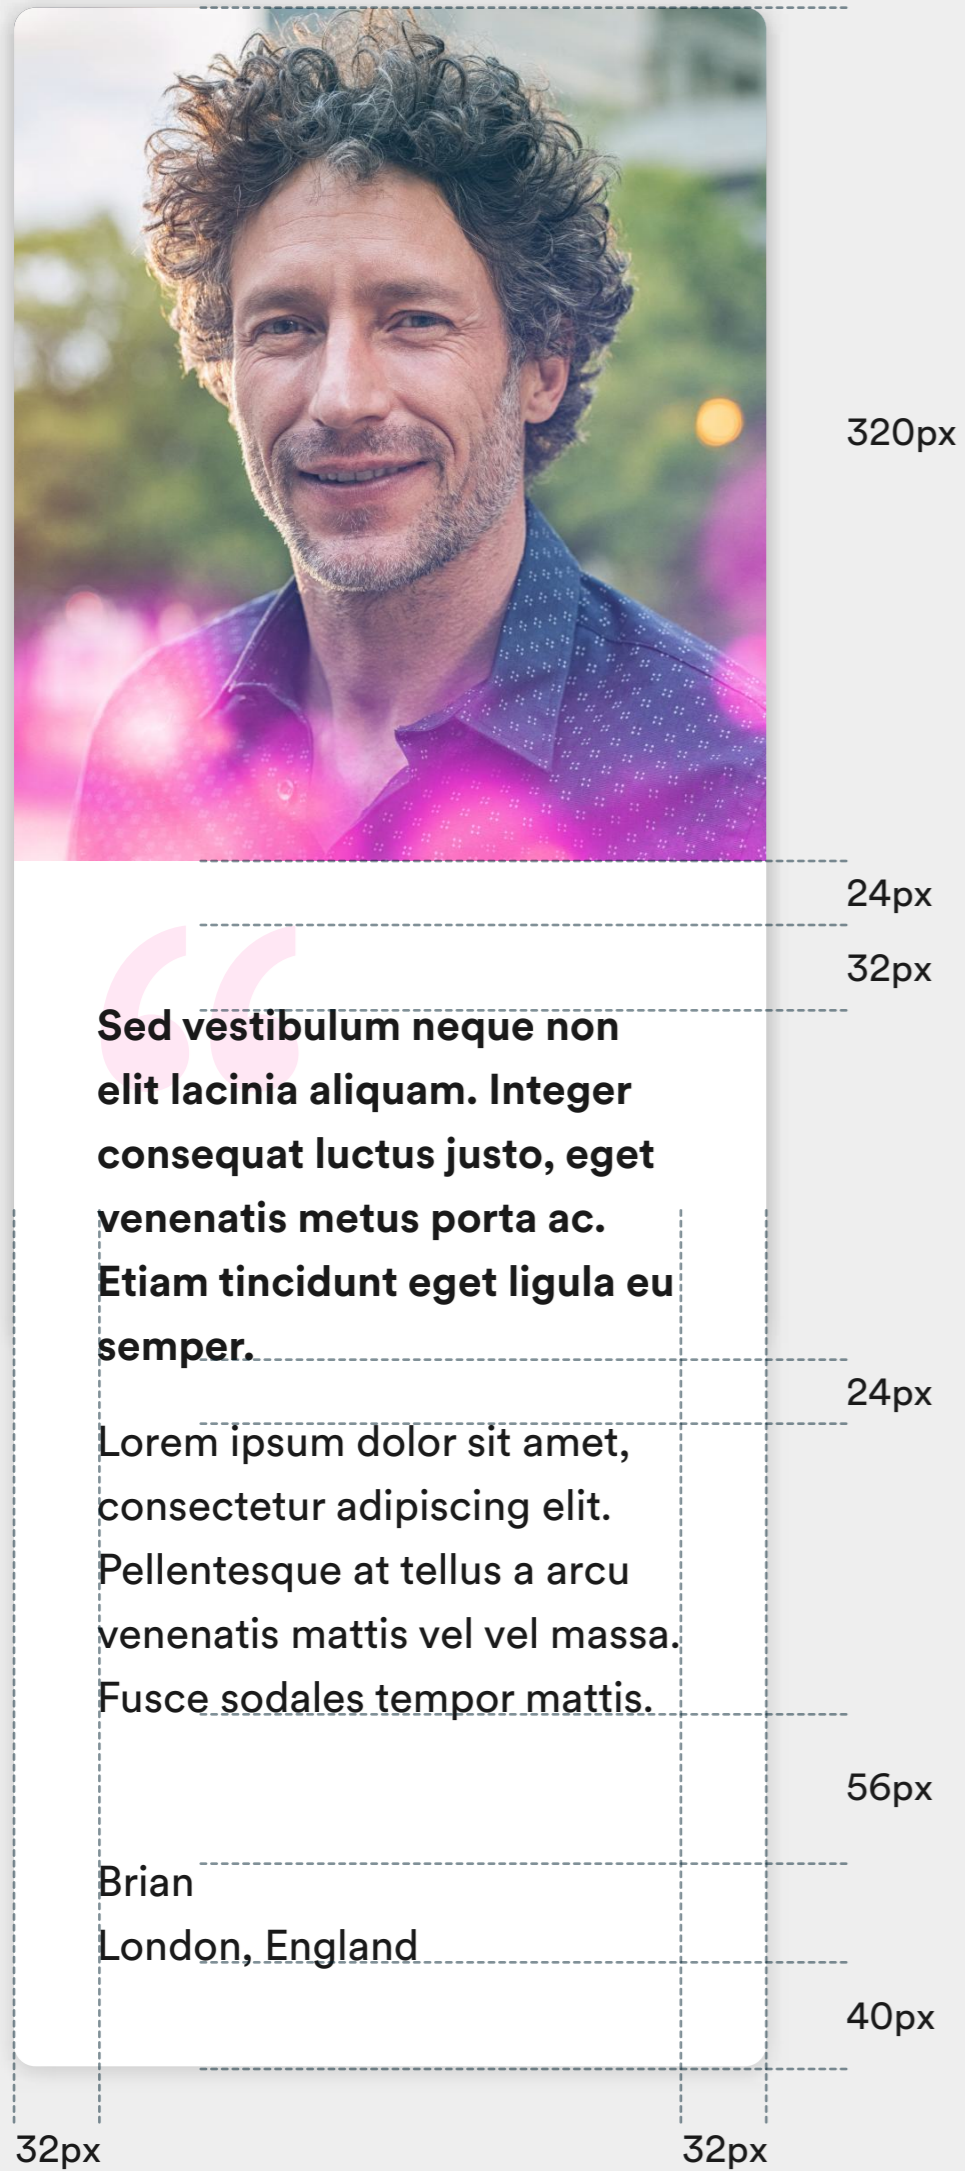 320px
24px
32px
“
Sed vestibulum neque non
elit lacinia aliquam. Integer
consequat luctus justo, eget
venenatis metus porta ac.
Etiam tincidunt eget ligula eu
semper.
24px
Lorem ipsum dolor sit amet,
consectetur adipiscing elit.
Pellentesque at tellus a arcu
venenatis mattis vel vel massa.
Fusce sodales tempor mattis.
56px
Brian
London, England
40px
32px
32px